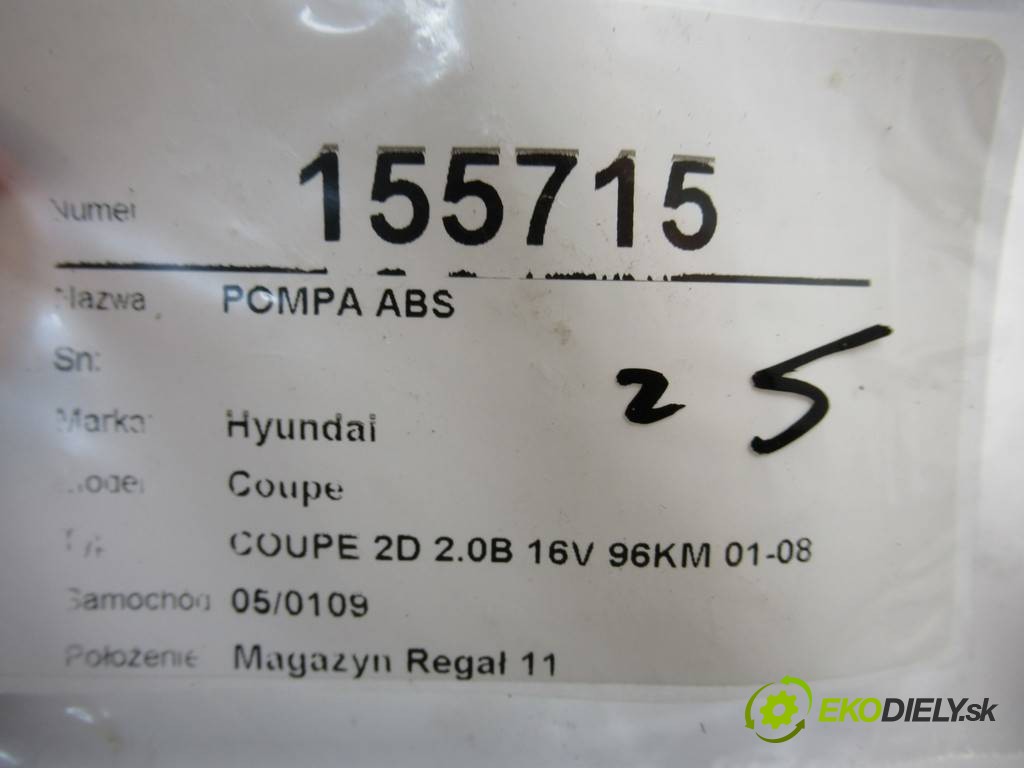 Numer 155715
Nazwa POMPA ABS
Sn:
25
Marka: Hyundai
Model Coupe
COUPE 2D 2.0B 16V 96KM 01-08
Samochód 05/0109
Położenie Magazyn Regał 11
EKODIELY.sk